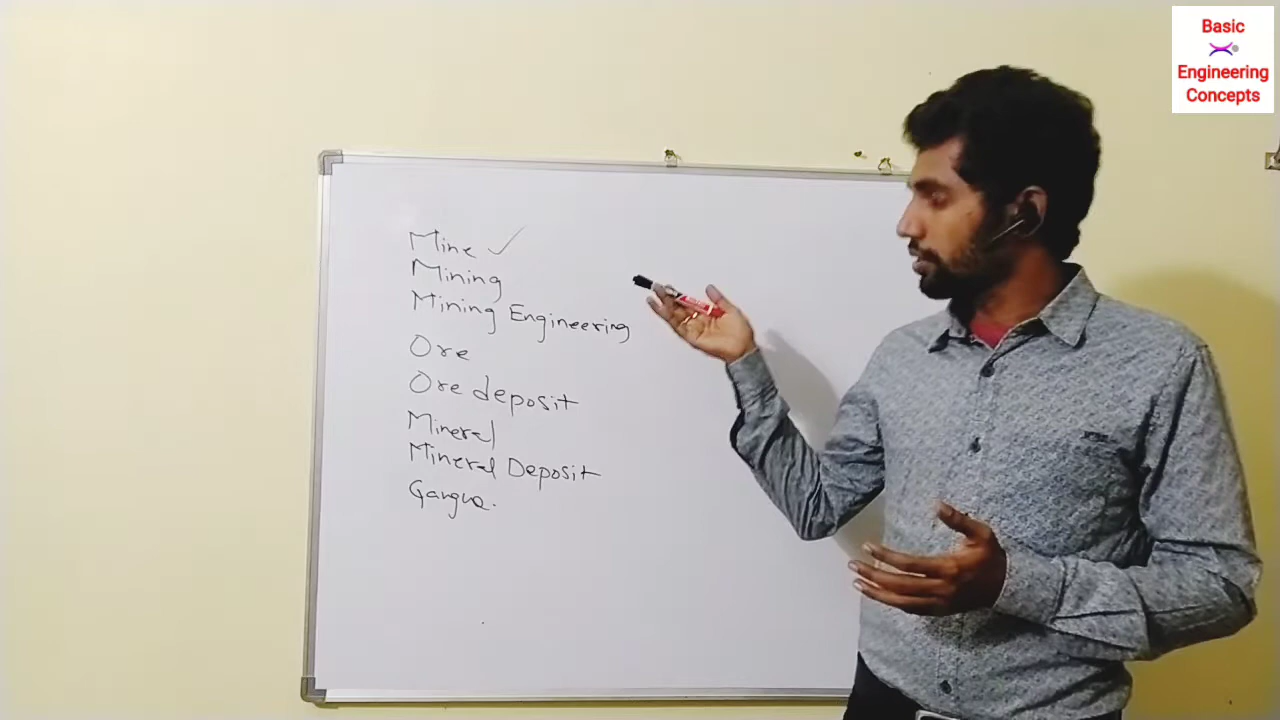 Basic
Engineering
Concepts
Mine ✓
Mining
Mining Engineering
Ore
Ore deposit
Mineral
Mineral Deposit
Gangue.